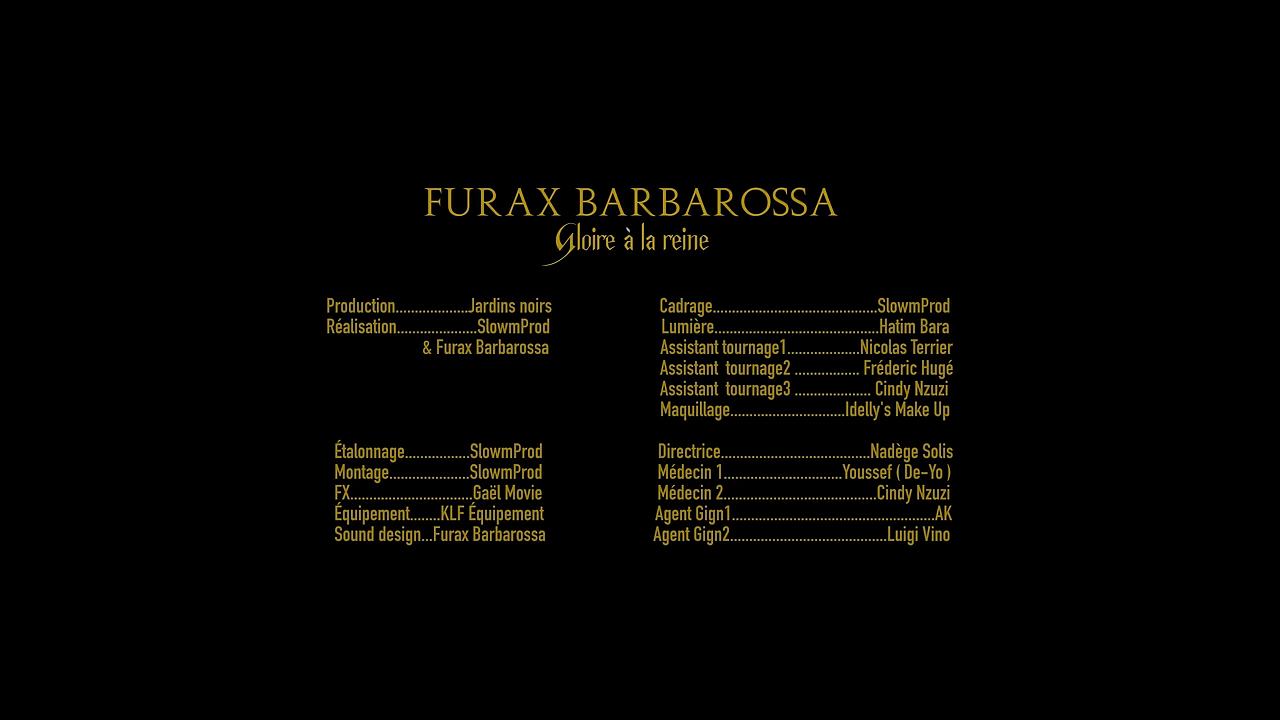 FURAX BARBAROSSA
Gloire à la reine
Production...................Jardins noirs
Réalisation.....................SlowmProd
& Furax Barbarossa
Cadrage...........................................SlowmProd
Lumière...........................................Hatim Bara
Assistant tournage1...................Nicolas Terrier
Assistant tournage2 ................. Fréderic Hugé
Assistant tournage3 .................... Cindy Nzuzi
Maquillage..............................Idelly's Make Up
Étalonnage.................SlowmProd
Montage.....................SlowmProd
FX................................Gaël Movie
Équipement........KLF Équipement
Sound design...Furax Barbarossa
Directrice.......................................Nadège Solis
Médecin 1...............................Youssef ( De-Yo )
Médecin 2........................................Cindy Nzuzi
Agent Gign1.....................................................AK
Agent Gign2.........................................Luigi Vino